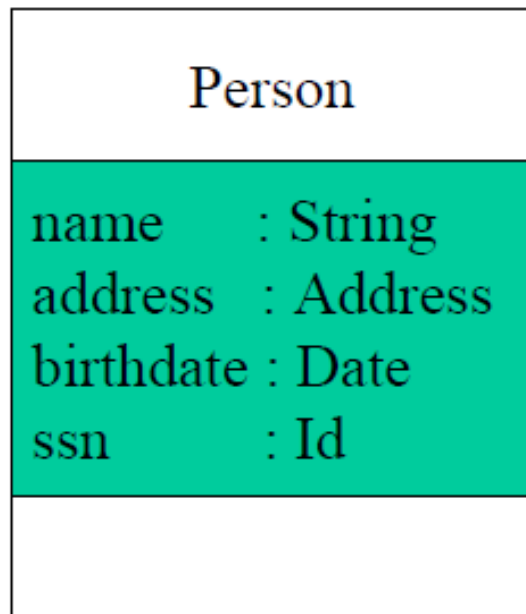 Person
name : String
address : Address
birthdate : Date
ssn : Id